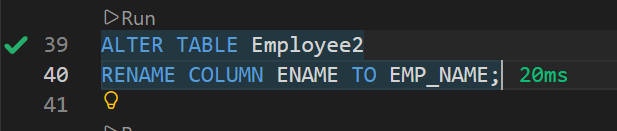 Run
39 ALTER TABLE Employee2
40 RENAME COLUMN ENAME TO EMP_NAME; 20ms
41